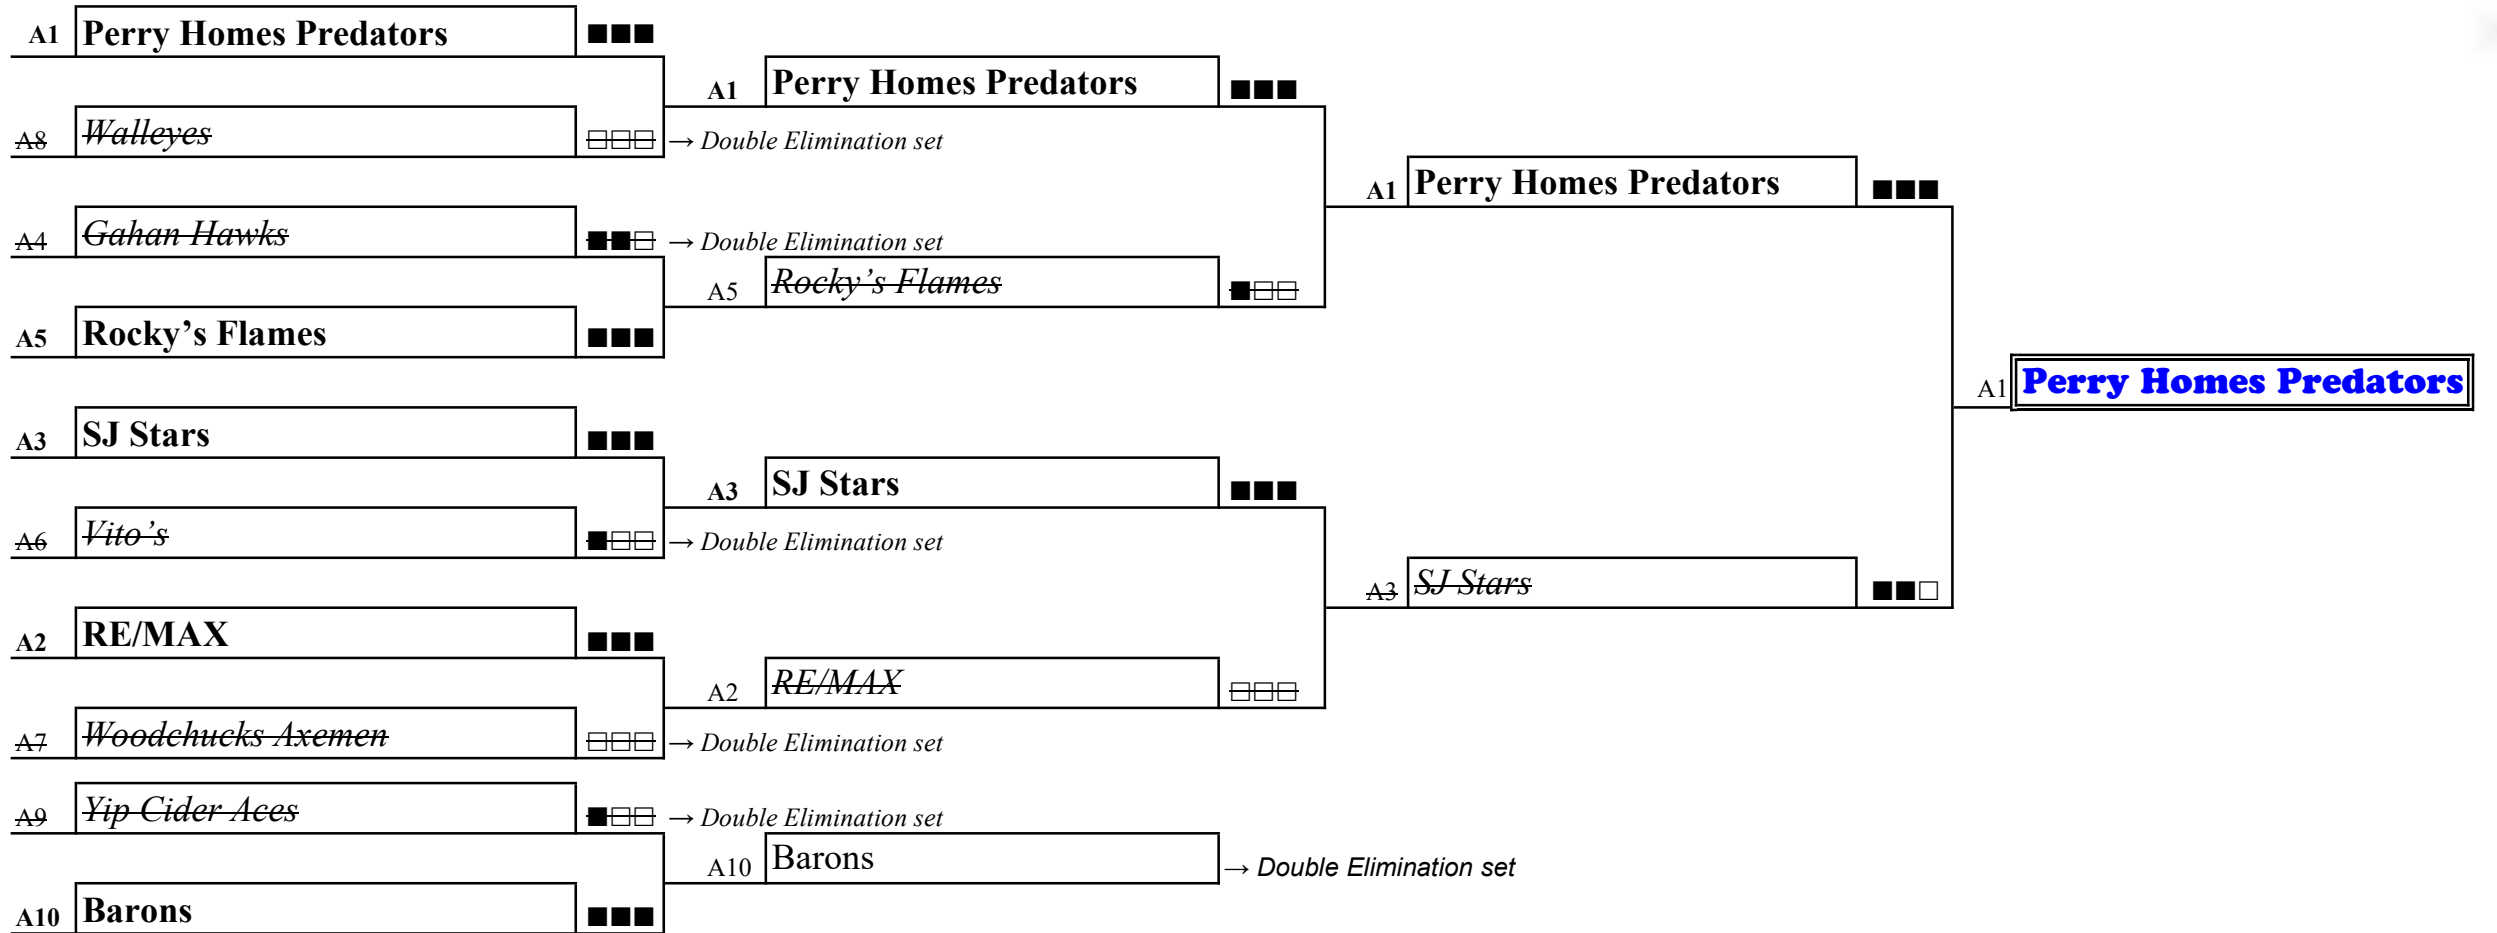 A1 Perry Homes Predators ■■■
A1 Perry Homes Predators ■■■
A8 Walleyes □□□ → Double Elimination set
A1 Perry Homes Predators ■■■
A4 Gahan Hawks ■■□ → Double Elimination set
A5 Rocky’s Flames ■□□
A5 Rocky’s Flames ■■■
A1 Perry Homes Predators
A3 SJ Stars ■■■
A3 SJ Stars ■■■
A6 Vito’s ■□□ → Double Elimination set
A3 SJ Stars ■■□
A2 RE/MAX ■■■
A2 RE/MAX □□□
A7 Woodchucks Axemen □□□ → Double Elimination set
A9 Yip Cider Aces ■□□ → Double Elimination set
A10 Barons → Double Elimination set
A10 Barons ■■■